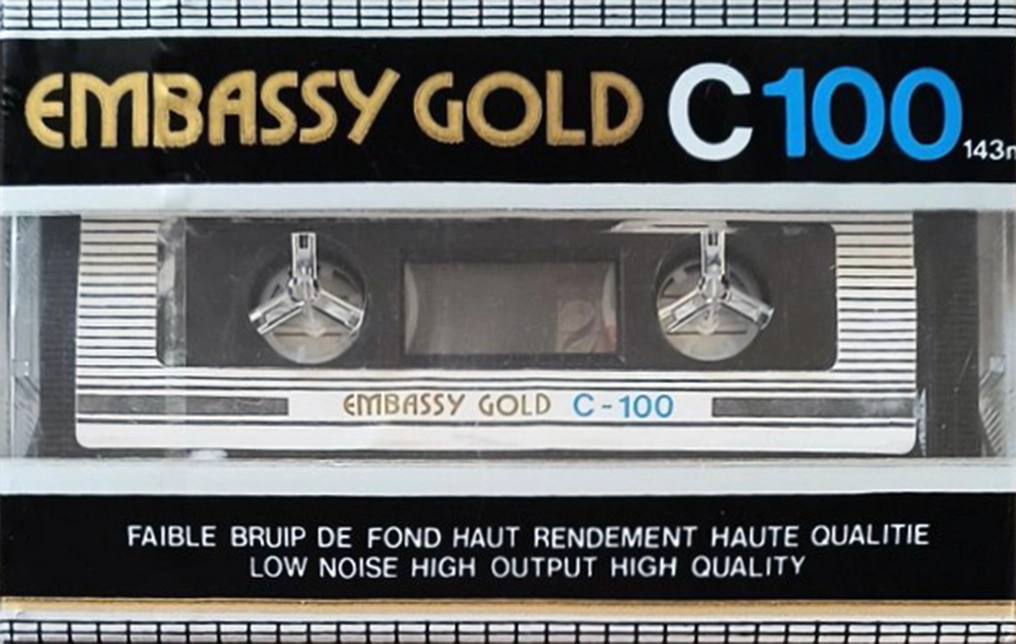 EMBASSY GOLD C100 143m
EMBASSY GOLD C-100
FAIBLE BRUIP DE FOND HAUT RENDEMENT HAUTE QUALITIE
LOW NOISE HIGH OUTPUT HIGH QUALITY